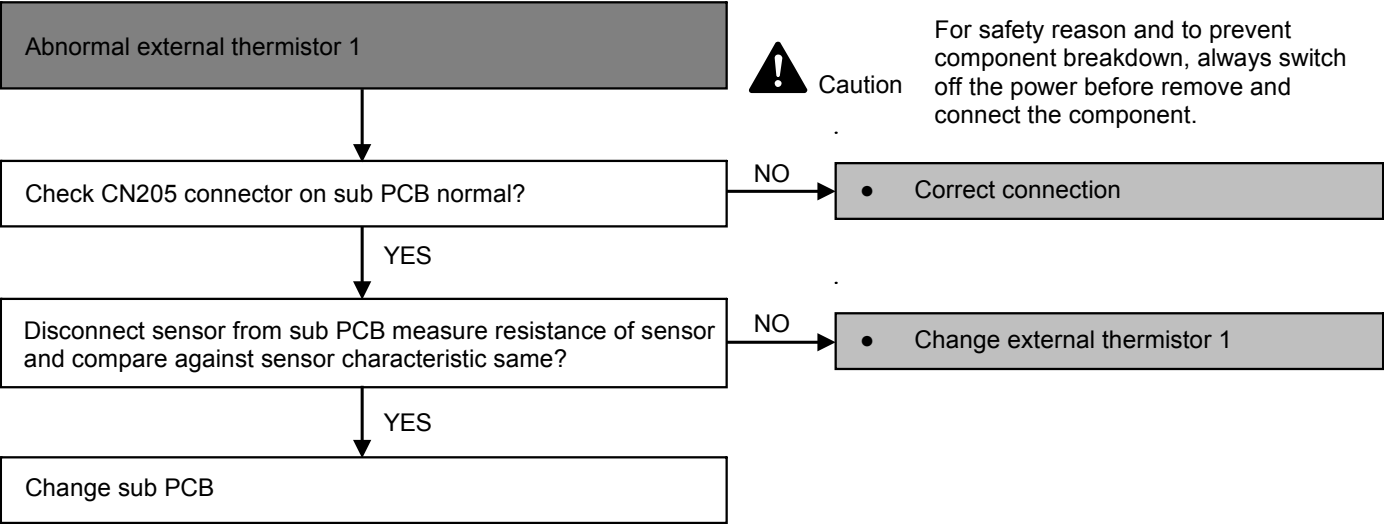 Abnormal external thermistor 1
Caution
For safety reason and to prevent
component breakdown, always switch
off the power before remove and
connect the component.
.
Check CN205 connector on sub PCB normal?
NO
● Correct connection
YES
.
Disconnect sensor from sub PCB measure resistance of sensor
and compare against sensor characteristic same?
NO
● Change external thermistor 1
YES
Change sub PCB